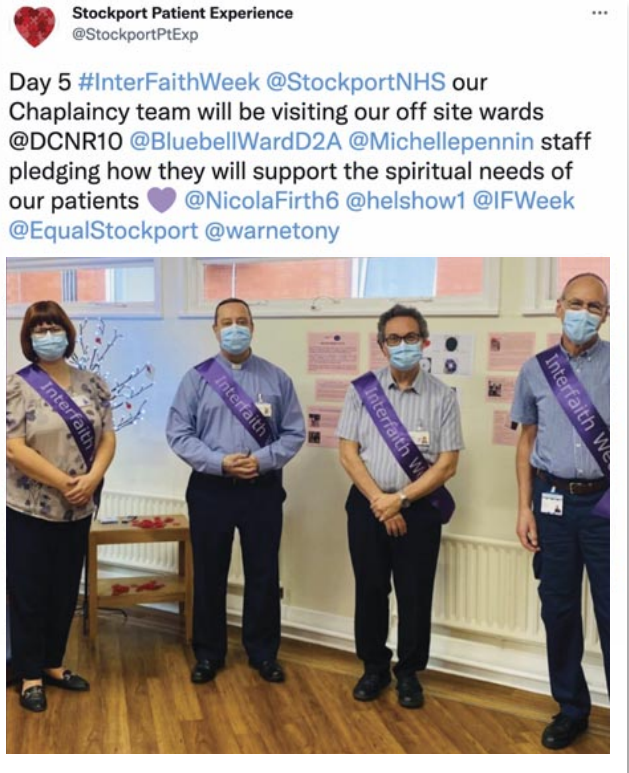 Stockport Patient Experience
@StockportPtExp
Day 5 #InterFaithWeek @StockportNHS our
Chaplaincy team will be visiting our off site wards
@DCNR10 @BluebellWardD2A @Michellepennin staff
pledging how they will support the spiritual needs of
our patients 💜 @NicolaFirth6 @helshow1 @IFWeek
@EqualStockport @warnetony
Interfaith
Interfaith
Interfaith W
Interfaith We